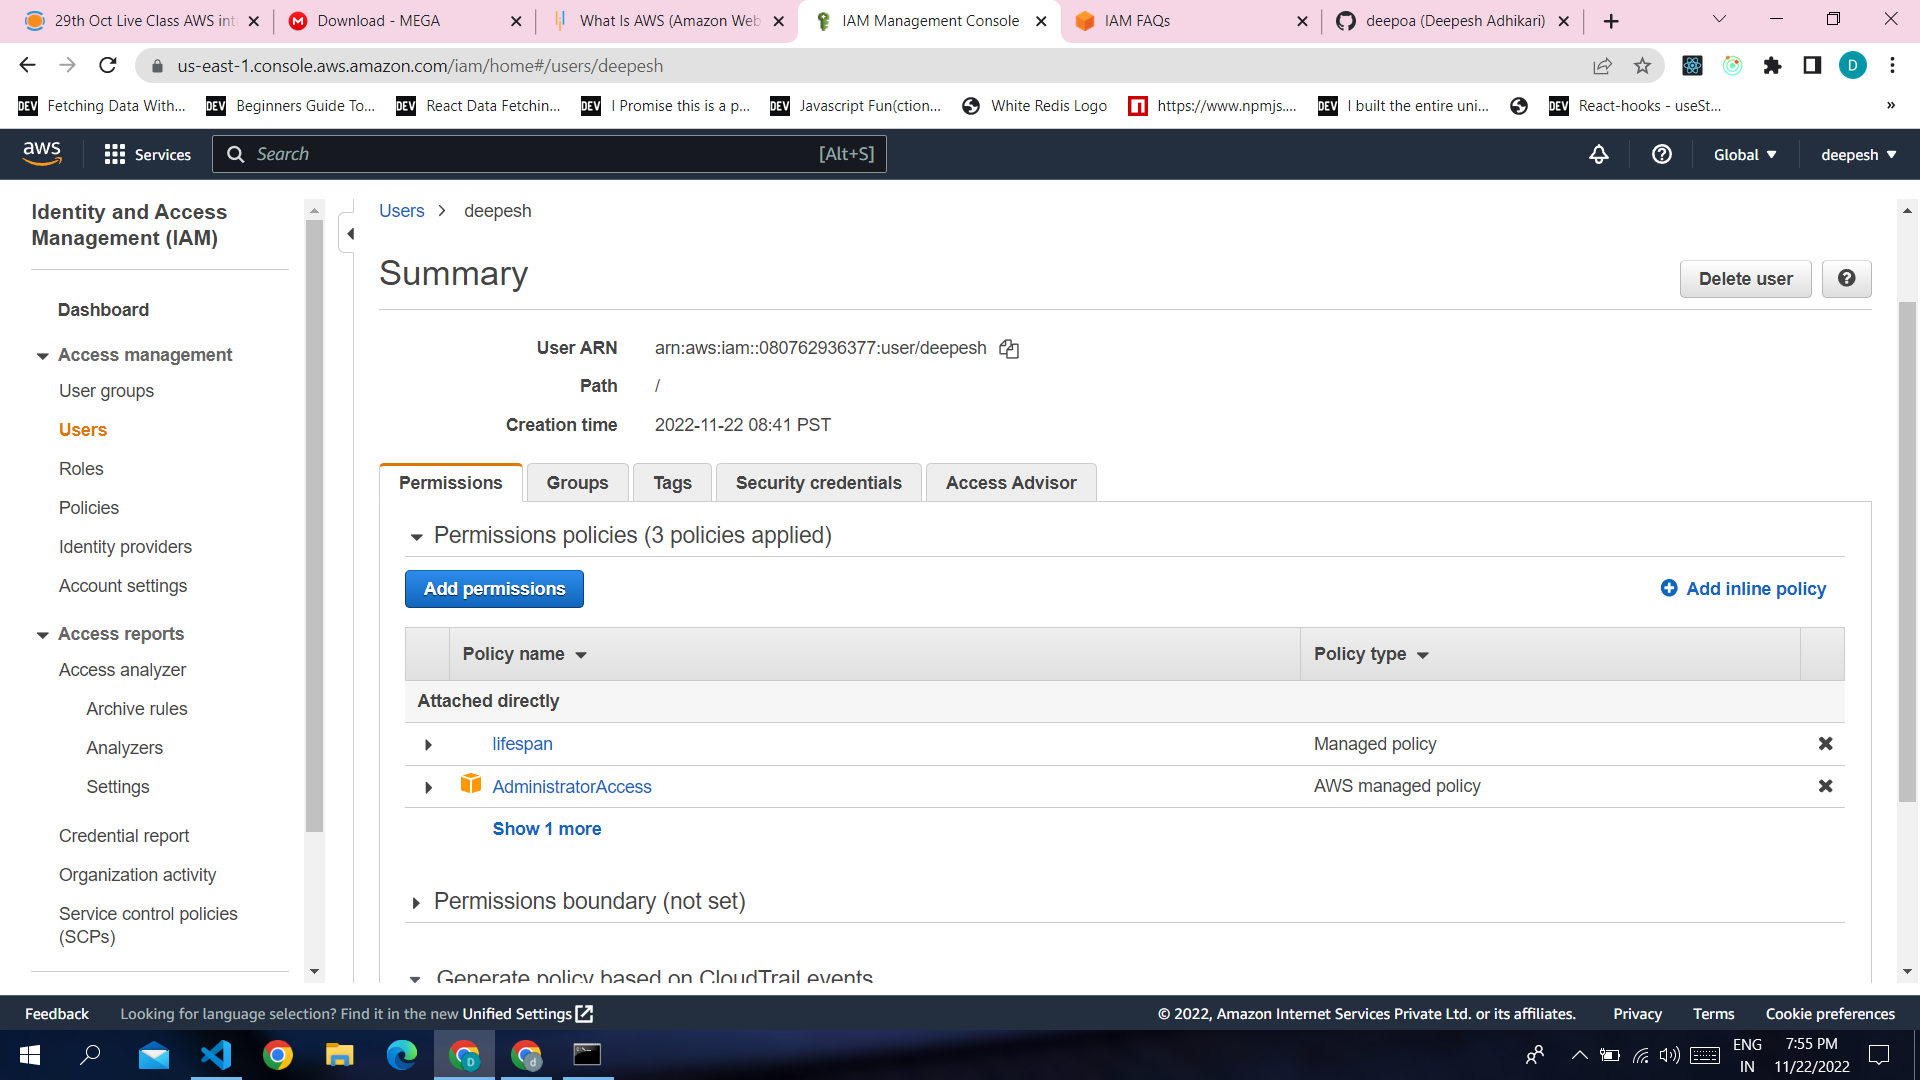 29th Oct Live Class AWS int
Download - MEGA
What Is AWS (Amazon Web
IAM Management Console
IAM FAQs
deepoa (Deepesh Adhikari)
us-east-1.console.aws.amazon.com/iam/home#/users/deepesh
D
DEV Fetching Data With...
DEV Beginners Guide To...
DEV React Data Fetchin...
DEV I Promise this is a p...
DEV Javascript Fun(ction...
White Redis Logo
https://www.npmjs....
DEV I built the entire uni...
DEV React-hooks - useSt...
»
aws
Services
Search
[Alt+S]
Global
deepesh
Identity and Access
Management (IAM)
Dashboard
Access management
User groups
Users
Roles
Policies
Identity providers
Account settings
Access reports
Access analyzer
Archive rules
Analyzers
Settings
Credential report
Organization activity
Service control policies
(SCPs)
Users > deepesh
Summary
Delete user
User ARN arn:aws:iam::080762936377:user/deepesh
Path /
Creation time 2022-11-22 08:41 PST
Permissions
Groups
Tags
Security credentials
Access Advisor
Permissions policies (3 policies applied)
Add permissions
Add inline policy
Policy name Policy type
Attached directly
lifespan Managed policy
AdministratorAccess AWS managed policy
Show 1 more
Permissions boundary (not set)
Generate policy based on CloudTrail events
Feedback Looking for language selection? Find it in the new Unified Settings
© 2022, Amazon Internet Services Private Ltd. or its affiliates. Privacy Terms Cookie preferences
ENG
IN
7:55 PM
11/22/2022